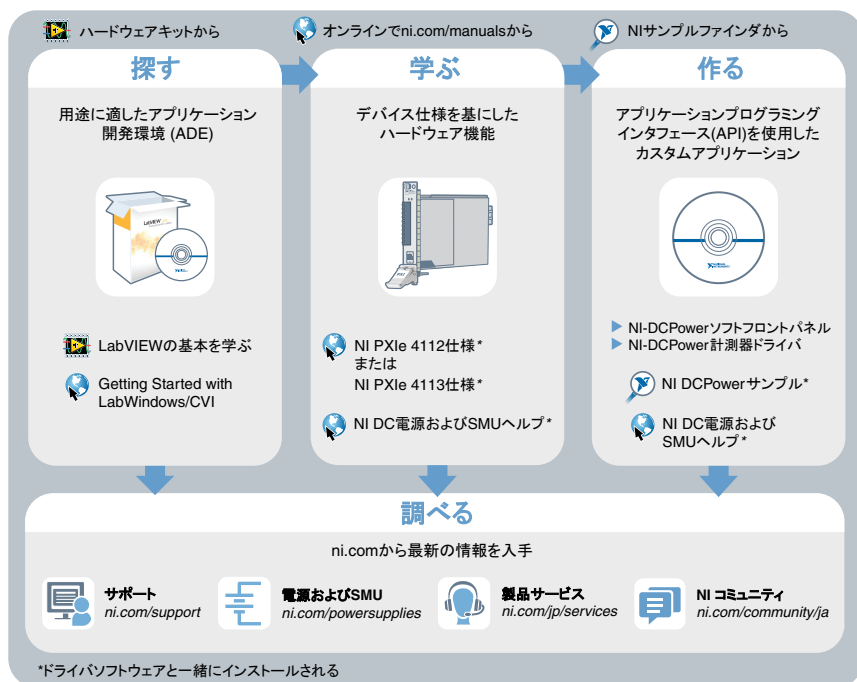 ハードウェアキットから
オンラインでni.com/manualsから
NIサンプルファインダから
探す
用途に適したアプリケーション
開発環境 (ADE)
LabVIEW
LabVIEWの基本を学ぶ
Getting Started with
LabWindows/CVI
学ぶ
デバイス仕様を基にした
ハードウェア機能
NI PXIe 4112仕様*
または
NI PXIe 4113仕様*
NI DC電源およびSMUヘルプ*
作る
アプリケーションプログラミング
インタフェース(API)を使用した
カスタムアプリケーション
NI-DCPowerソフトフロントパネル
NI-DCPower計測器ドライバ
NI DCPowerサンプル*
NI DC電源および
SMUヘルプ*
調べる
ni.comから最新の情報を入手
サポート
ni.com/support
電源およびSMU
ni.com/powersupplies
製品サービス
ni.com/jp/services
NI コミュニティ
ni.com/community/ja
*ドライバソフトウェアと一緒にインストールされる